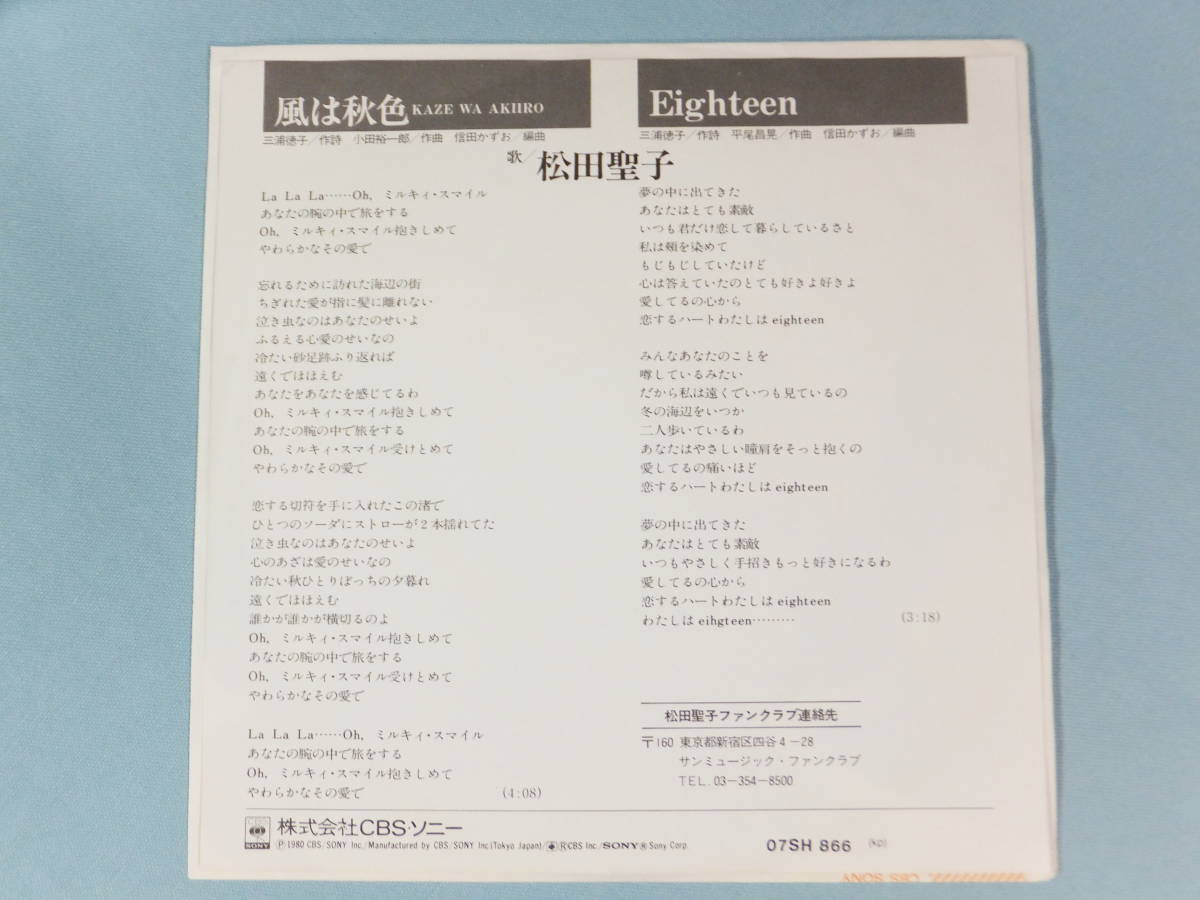 風は秋色 KAZE WA AKIIRO
三浦徳子/作詩 小田裕一郎/作曲 信田かずお/編曲
Eighteen
三浦徳子/作詩 平尾昌晃/作曲 信田かずお/編曲
歌/松田聖子
La La La……Oh, ミルキィ・スマイル
あなたの腕の中で旅をする
Oh, ミルキィ・スマイル抱きしめて
やわらかなその愛で
忘れるために訪れた海辺の街
ちぎれた愛が指に髪に離れない
泣き虫なのはあなたのせいよ
ふるえる心愛のせいなの
冷たい砂足跡ふり返れば
遠くでほほえむ
あなたをあなたを感じてるわ
Oh, ミルキィ・スマイル抱きしめて
あなたの腕の中で旅をする
Oh, ミルキィ・スマイル受けとめて
やわらかなその愛で
恋する切符を手に入れたこの渚で
ひとつのソーダにストローが2本揺れてた
泣き虫なのはあなたのせいよ
心のあざは愛のせいなの
冷たい秋ひとりぼっちの夕暮れ
遠くでほほえむ
誰かが誰かが横切るのよ
Oh, ミルキィ・スマイル抱きしめて
あなたの腕の中で旅をする
Oh, ミルキィ・スマイル受けとめて
やわらかなその愛で
La La La……Oh, ミルキィ・スマイル
あなたの腕の中で旅をする
Oh, ミルキィ・スマイル抱きしめて
やわらかなその愛で (4:08)
夢の中に出てきた
あなたはとても素敵
いつも君だけ恋して暮らしているさと
私は頬を染めて
もじもじしていたけど
心は答えていたのとても好きよ好きよ
愛してるの心から
恋するハートわたしは eighteen
みんなあなたのことを
噂しているみたい
だから私は遠くでいつも見ているの
冬の海辺をいつか
二人歩いているわ
あなたはやさしい瞳肩をそっと抱くの
愛してるの痛いほど
恋するハートわたしは eighteen
夢の中に出てきた
あなたはとても素敵
いつもやさしく手招きもっと好きになるわ
愛してるの心から
恋するハートわたしは eighteen
わたしは eihgteen……… (3:18)
松田聖子ファンクラブ連絡先
〒160 東京都新宿区四谷4-28
サンミュージック・ファンクラブ
TEL. 03-354-8500
CBS SONY 株式会社CBS・ソニー
Ⓟ 1980 CBS/SONY Inc./Manufactured by CBS/SONY Inc.(Tokyo Japan)/ⓇCBS Inc./SONY Ⓡ Sony Corp.
07SH 866
CBS SONY